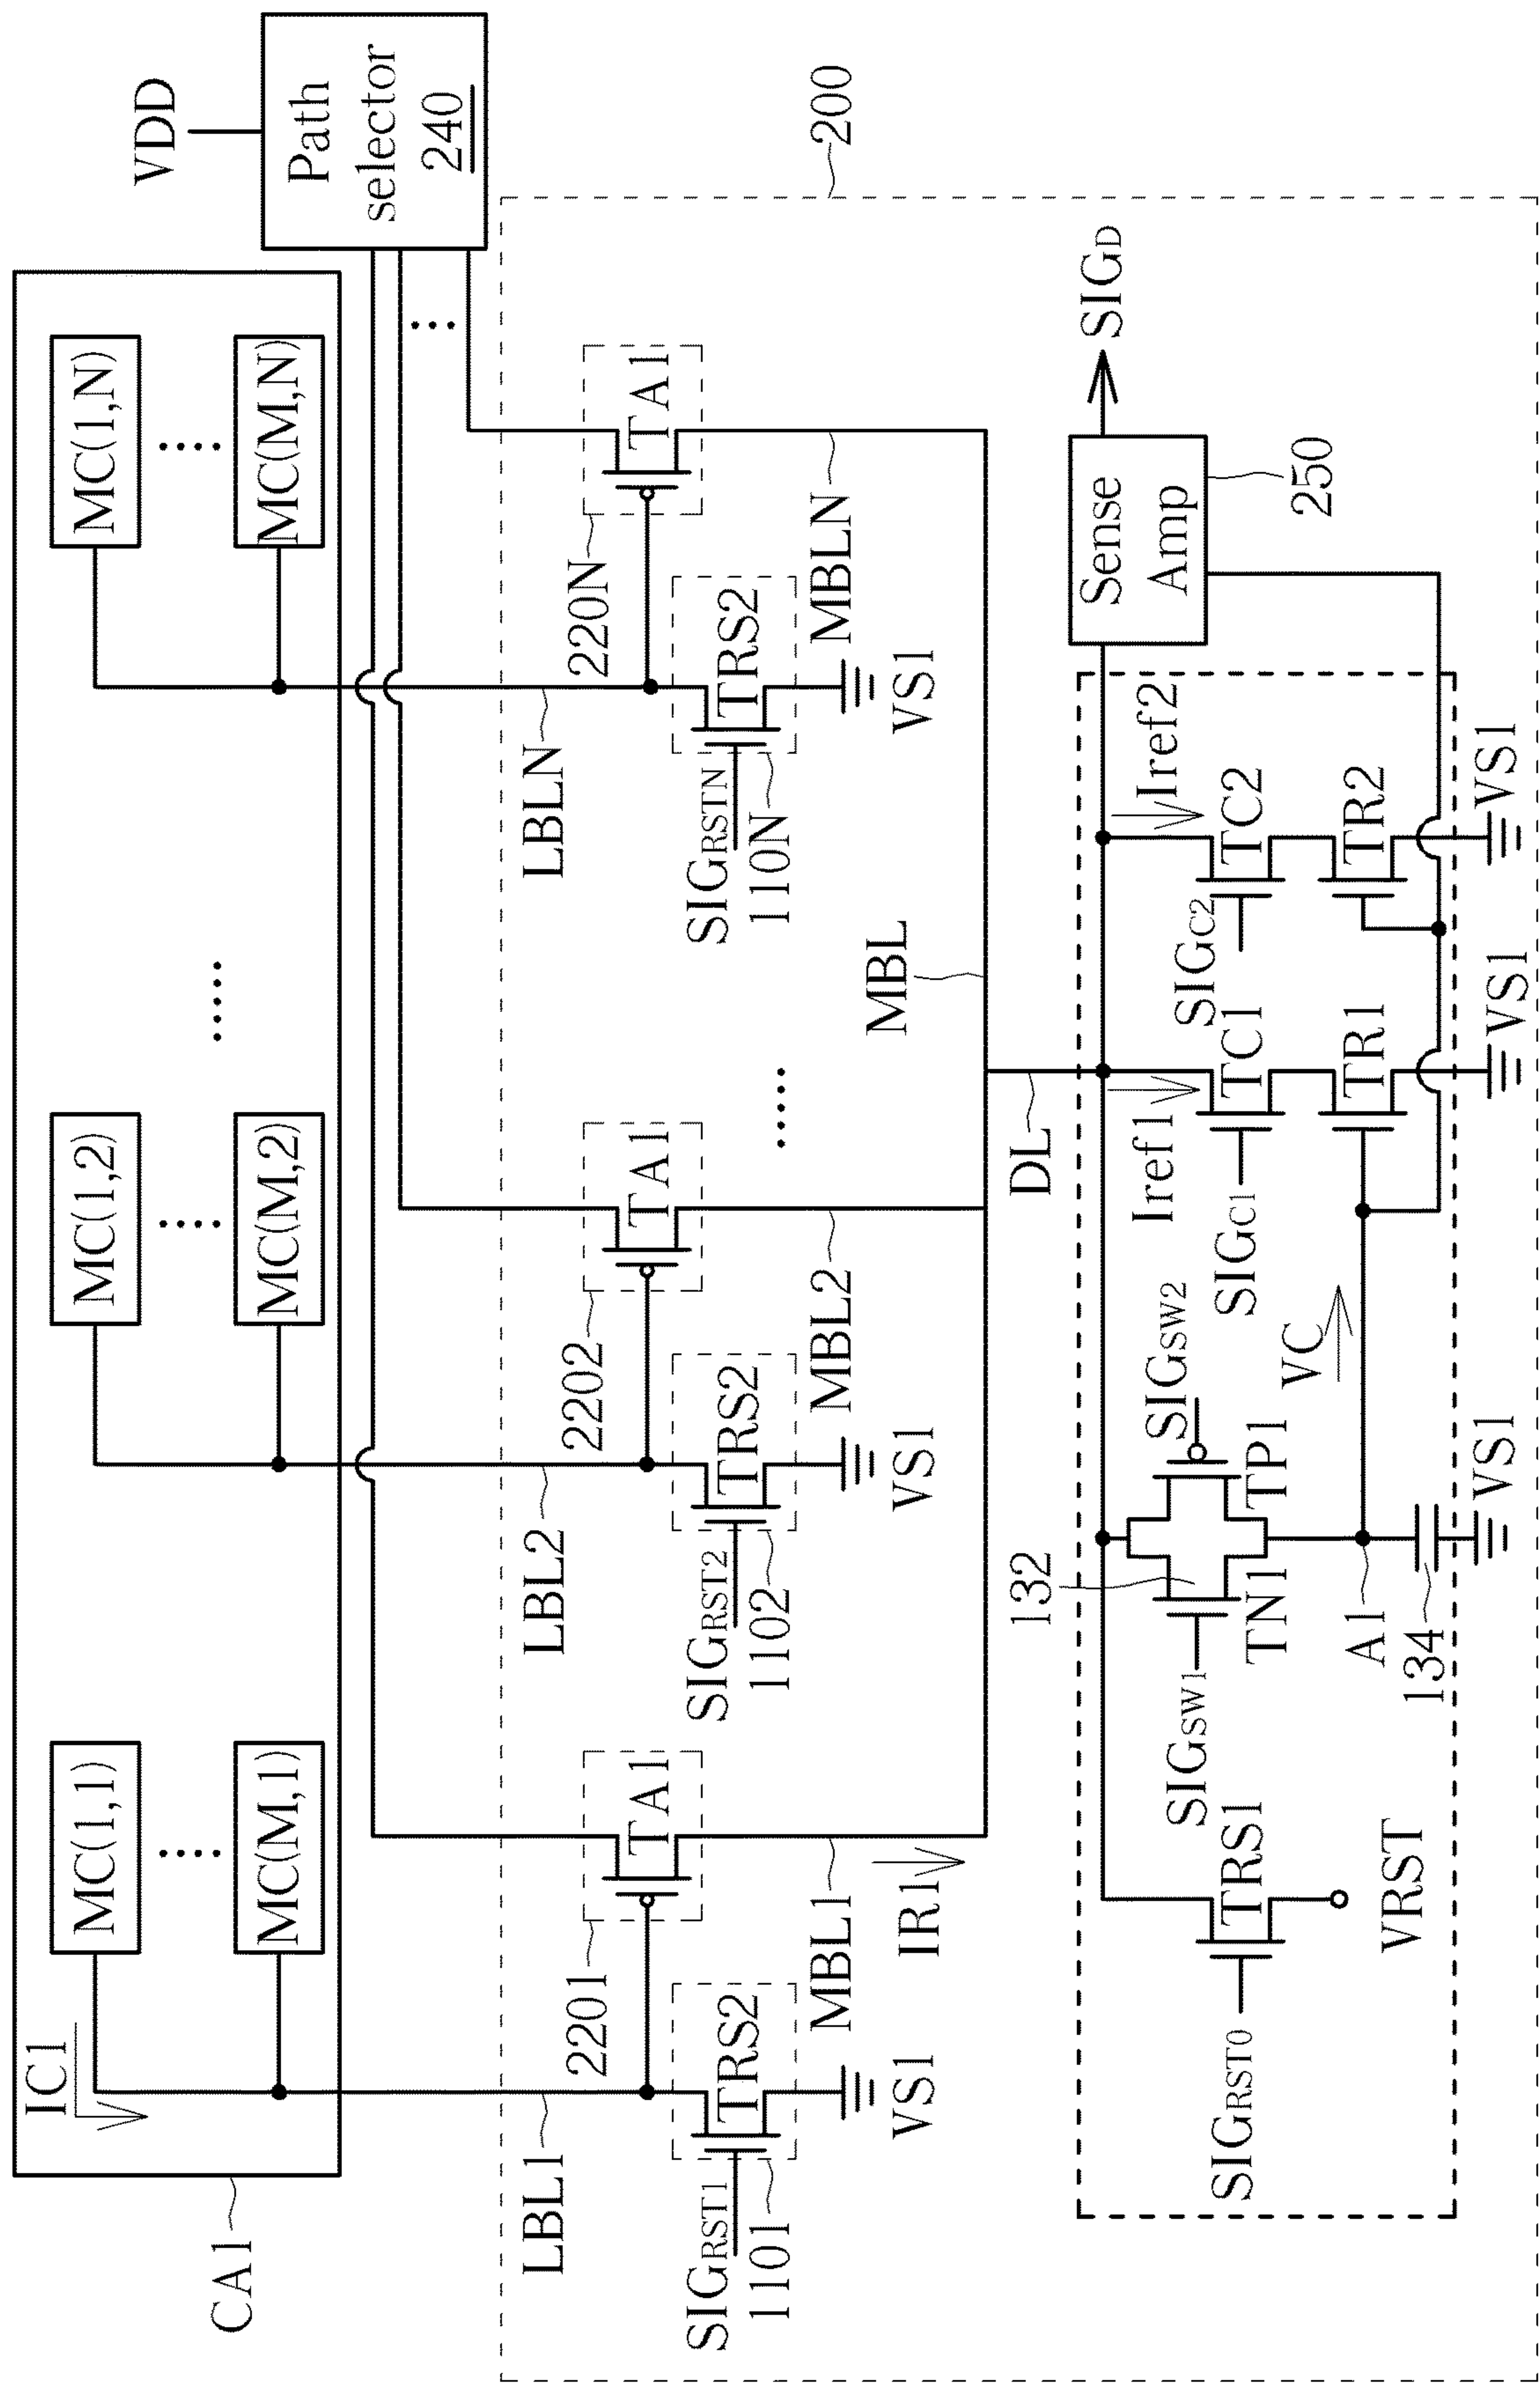 VDD
Path
selector
240
200
IC1
CA1
MC(1,1)
MC(M,1)
MC(1,2)
MC(M,2)
MC(1,N)
MC(M,N)
LBL1
LBL2
LBLN
2201
2202
220N
TA1
TA1
TA1
TRS2
TRS2
TRS2
SIGRST1
SIGRST2
SIGRSTN
1101
1102
110N
VS1
VS1
VS1
MBL1
MBL2
MBLN
IR1
MBL
DL
132
SIGRST0
TRS1
VRST
SIGSW1
TN1
TP1
SIGSW2
A1
134
VS1
VC
Iref1
SIGC1
TC1
TR1
VS1
Iref2
SIGC2
TC2
TR2
VS1
Sense
Amp
250
SIGD